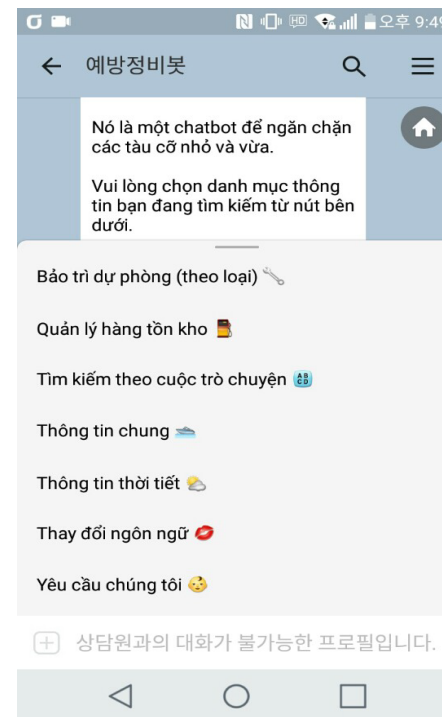 오후 9:49
예방정비봇
Nó là một chatbot để ngăn chặn
các tàu cỡ nhỏ và vừa.
Vui lòng chọn danh mục thông
tin bạn đang tìm kiếm từ nút bên
dưới.
Bảo trì dự phòng (theo loại)
Quản lý hàng tồn kho
Tìm kiếm theo cuộc trò chuyện
Thông tin chung
Thông tin thời tiết
Thay đổi ngôn ngữ
Yêu cầu chúng tôi
상담원과의 대화가 불가능한 프로필입니다.